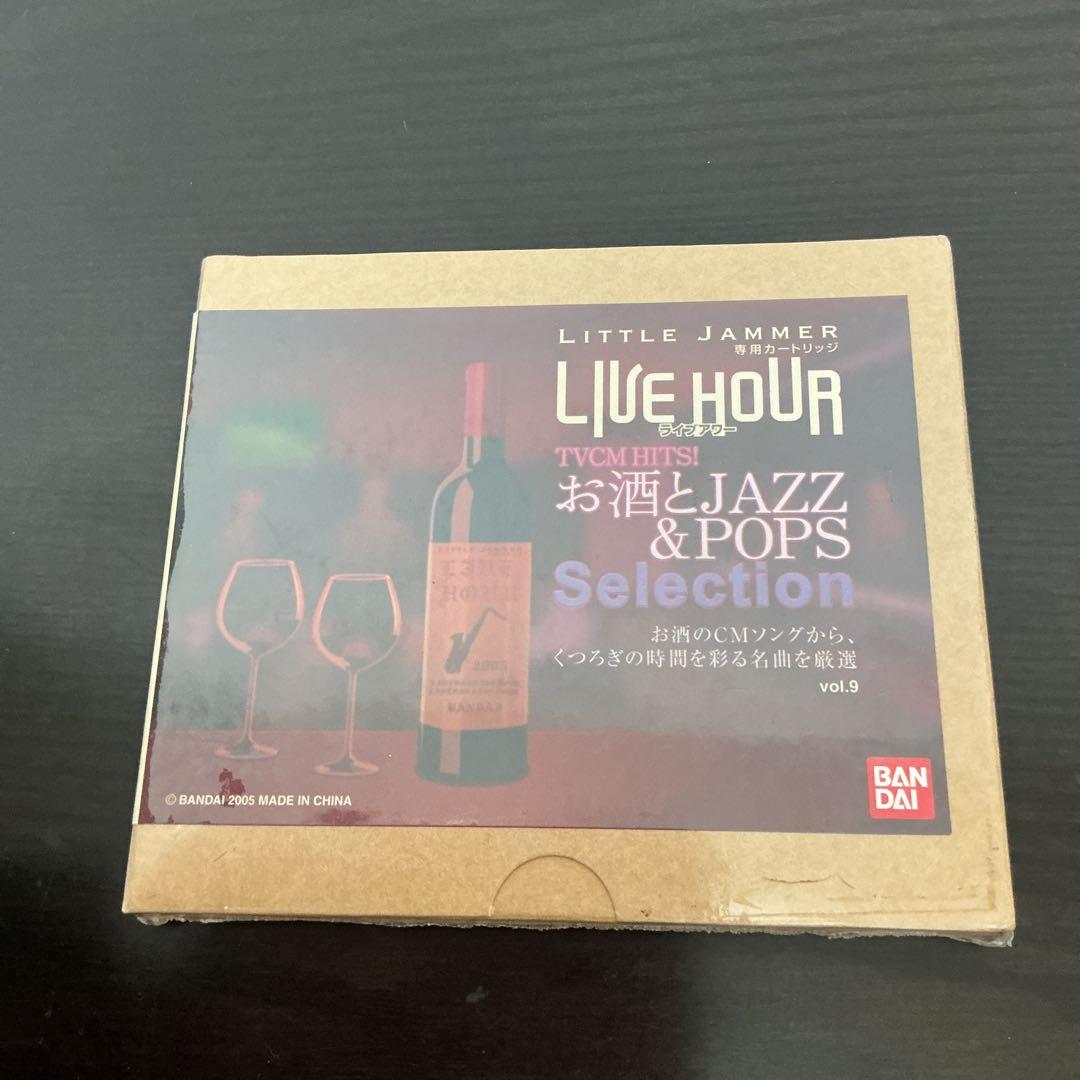 LITTLE JAMMER
専用カートリッジ
LIVE HOUR
ライブアワー
TVCM HITS!
お酒とJAZZ
&POPS
Selection
お酒のCMソングから、
くつろぎの時間を彩る名曲を厳選
vol.9
2005
BANDAI
© BANDAI 2005 MADE IN CHINA
BAN
DAI